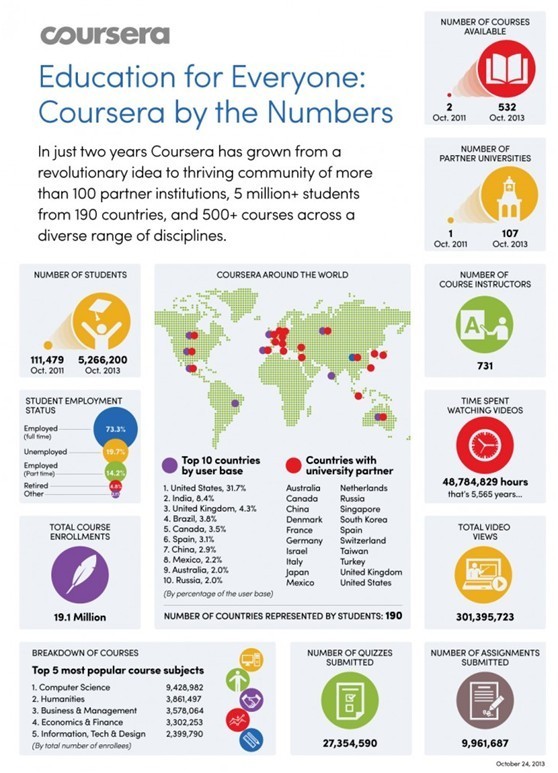 coursera
Education for Everyone:
Coursera by the Numbers
In just two years Coursera has grown from a
revolutionary idea to thriving community of more
than 100 partner institutions, 5 million+ students
from 190 countries, and 500+ courses across a
diverse range of disciplines.
NUMBER OF COURSES
AVAILABLE
2
Oct. 2011
532
Oct. 2013
NUMBER OF
PARTNER UNIVERSITIES
1
Oct. 2011
107
Oct. 2013
NUMBER OF STUDENTS
111,479
Oct. 2011
5,266,200
Oct. 2013
STUDENT EMPLOYMENT
STATUS
Employed
(full time)
73.3%
Unemployed
19.7%
Employed
(Part time)
14.2%
Retired
4.8%
Other
TOTAL COURSE
ENROLLMENTS
19.1 Million
COURSERA AROUND THE WORLD
Top 10 countries
by user base
1. United States, 31.7%
2. India, 8.4%
3. United Kingdom, 4.3%
4. Brazil, 3.8%
5. Canada, 3.5%
6. Spain, 3.1%
7. China, 2.9%
8. Mexico, 2.2%
9. Australia, 2.0%
10. Russia, 2.0%
(By percentage of the user base)
Countries with
university partner
Australia
Canada
China
Denmark
France
Germany
Israel
Italy
Japan
Mexico
Netherlands
Russia
Singapore
South Korea
Spain
Switzerland
Taiwan
Turkey
United Kingdom
United States
NUMBER OF COUNTRIES REPRESENTED BY STUDENTS: 190
NUMBER OF
COURSE INSTRUCTORS
A
731
TIME SPENT
WATCHING VIDEOS
48,784,829 hours
that's 5,565 years...
TOTAL VIDEO
VIEWS
301,395,723
BREAKDOWN OF COURSES
Top 5 most popular course subjects
1. Computer Science 9,428,982
2. Humanities 3,861,497
3. Business & Management 3,578,064
4. Economics & Finance 3,302,253
5. Information, Tech & Design 2,399,790
(By total number of enrollees)
NUMBER OF QUIZZES
SUBMITTED
27,354,590
NUMBER OF ASSIGNMENTS
SUBMITTED
9,961,687
October 24, 2013